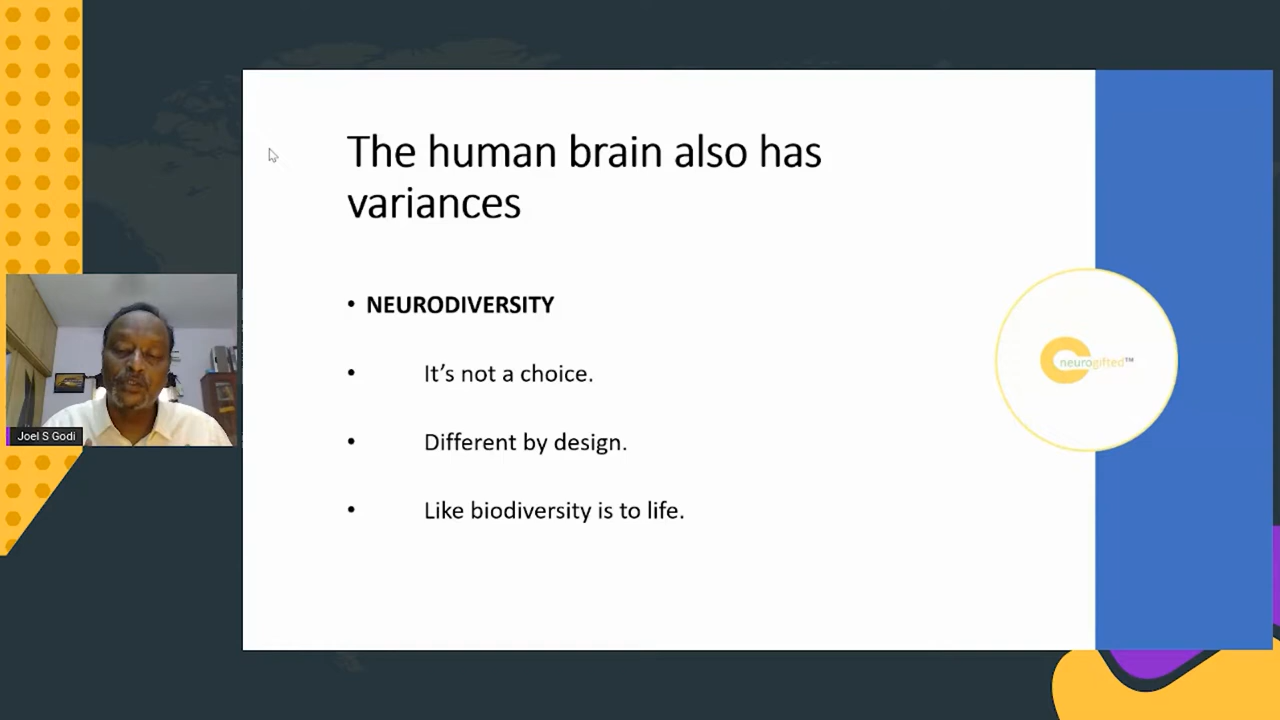 The human brain also has
variances
• NEURODIVERSITY
• It’s not a choice.
• Different by design.
• Like biodiversity is to life.
neurogifted™
Joel S Godi